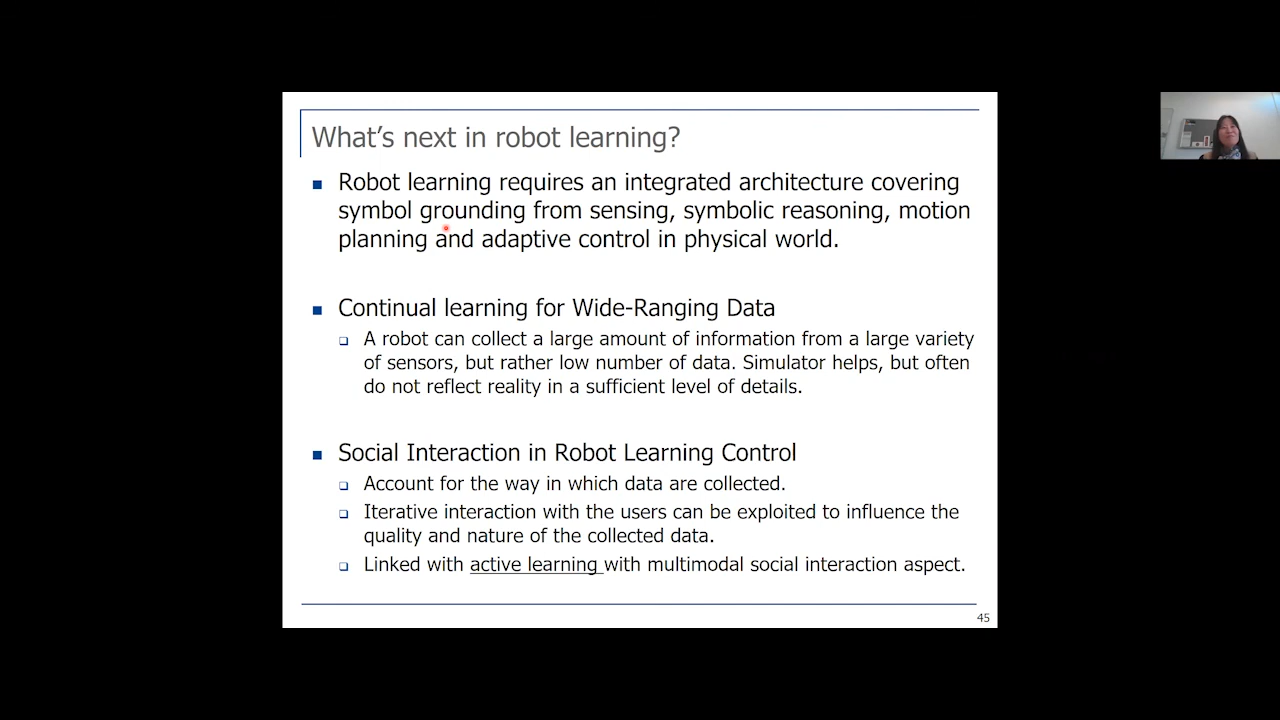 What's next in robot learning?
Robot learning requires an integrated architecture covering
symbol grounding from sensing, symbolic reasoning, motion
planning and adaptive control in physical world.
Continual learning for Wide-Ranging Data
A robot can collect a large amount of information from a large variety
of sensors, but rather low number of data. Simulator helps, but often
do not reflect reality in a sufficient level of details.
Social Interaction in Robot Learning Control
Account for the way in which data are collected.
Iterative interaction with the users can be exploited to influence the
quality and nature of the collected data.
Linked with active learning with multimodal social interaction aspect.
45